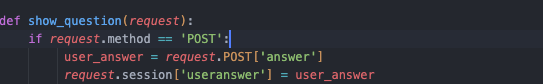 def show_question(request):
    if request.method == 'POST':
        user_answer = request.POST['answer']
        request.session['useranswer'] = user_answer